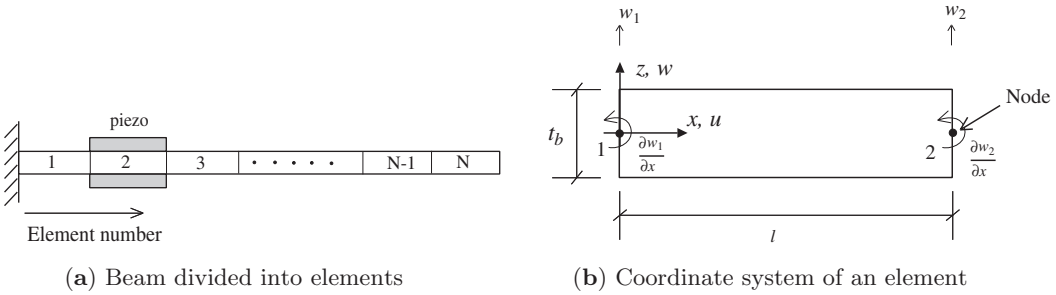 piezo
1 2 3 · · · · · N-1 N
Element number
(a) Beam divided into elements
w₁ w₂
z, w
Node
t_b
x, u
1 ∂w₁/∂x
2 ∂w₂/∂x
l
(b) Coordinate system of an element